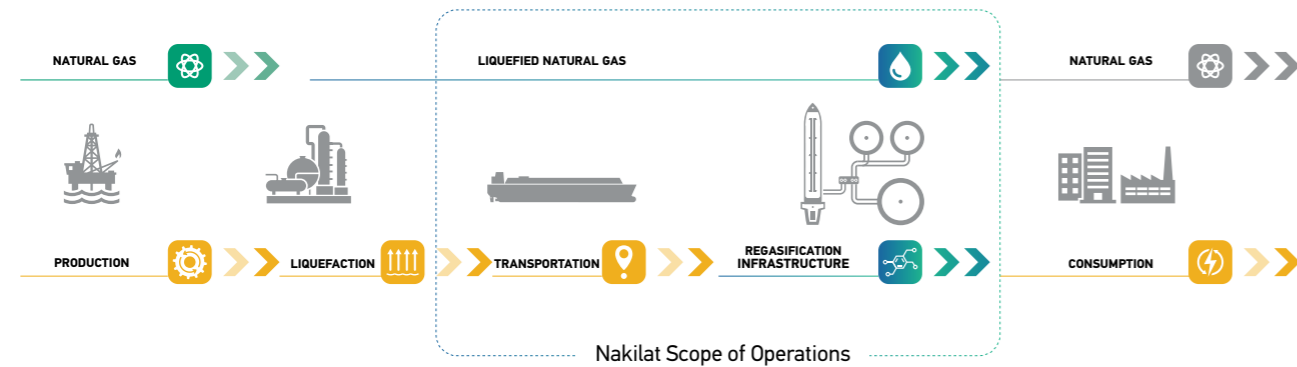 NATURAL GAS
LIQUEFIED NATURAL GAS
NATURAL GAS
PRODUCTION
LIQUEFACTION
TRANSPORTATION
REGASIFICATION
INFRASTRUCTURE
CONSUMPTION
Nakilat Scope of Operations